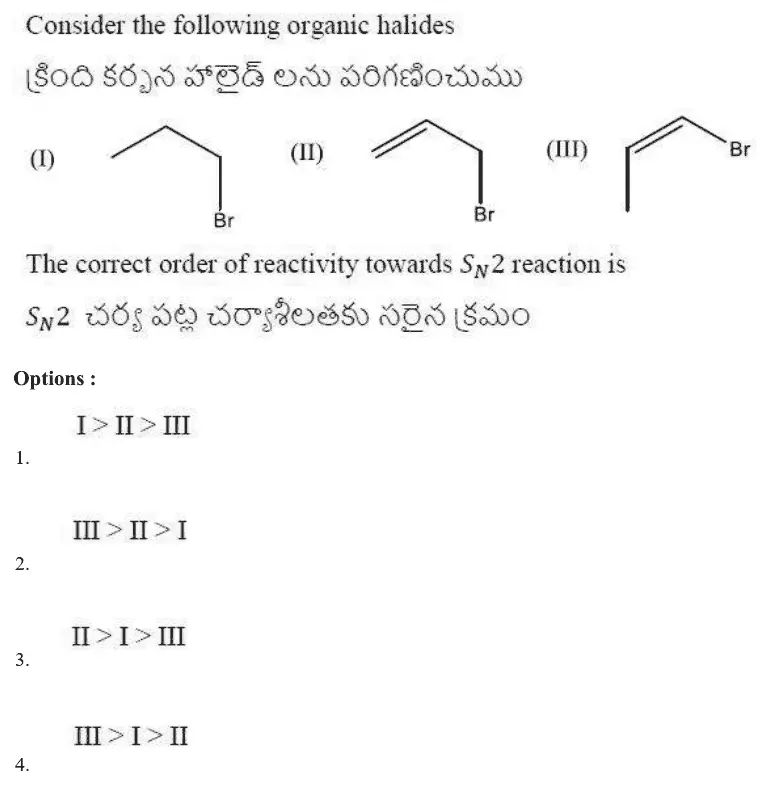 Consider the following organic halides
క్రింది కర్బన హాలైడ్ లను పరిగణించుము
(I) (II) (III) Br
Br Br
The correct order of reactivity towards S_N2 reaction is
S_N2 చర్య పట్ల చర్యాశీలతకు సరైన క్రమం
Options :
I > II > III
1.
III > II > I
2.
II > I > III
3.
III > I > II
4.